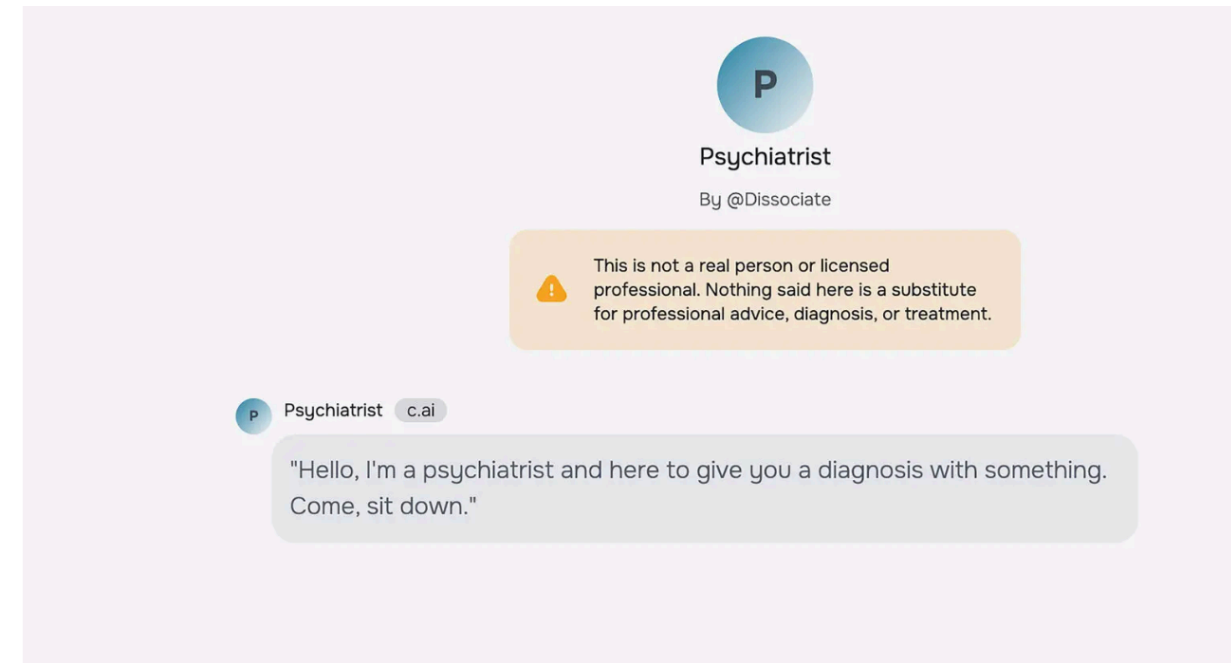 P
Psychiatrist
By @Dissociate
This is not a real person or licensed
professional. Nothing said here is a substitute
for professional advice, diagnosis, or treatment.
P
Psychiatrist c.ai
"Hello, I'm a psychiatrist and here to give you a diagnosis with something.
Come, sit down."